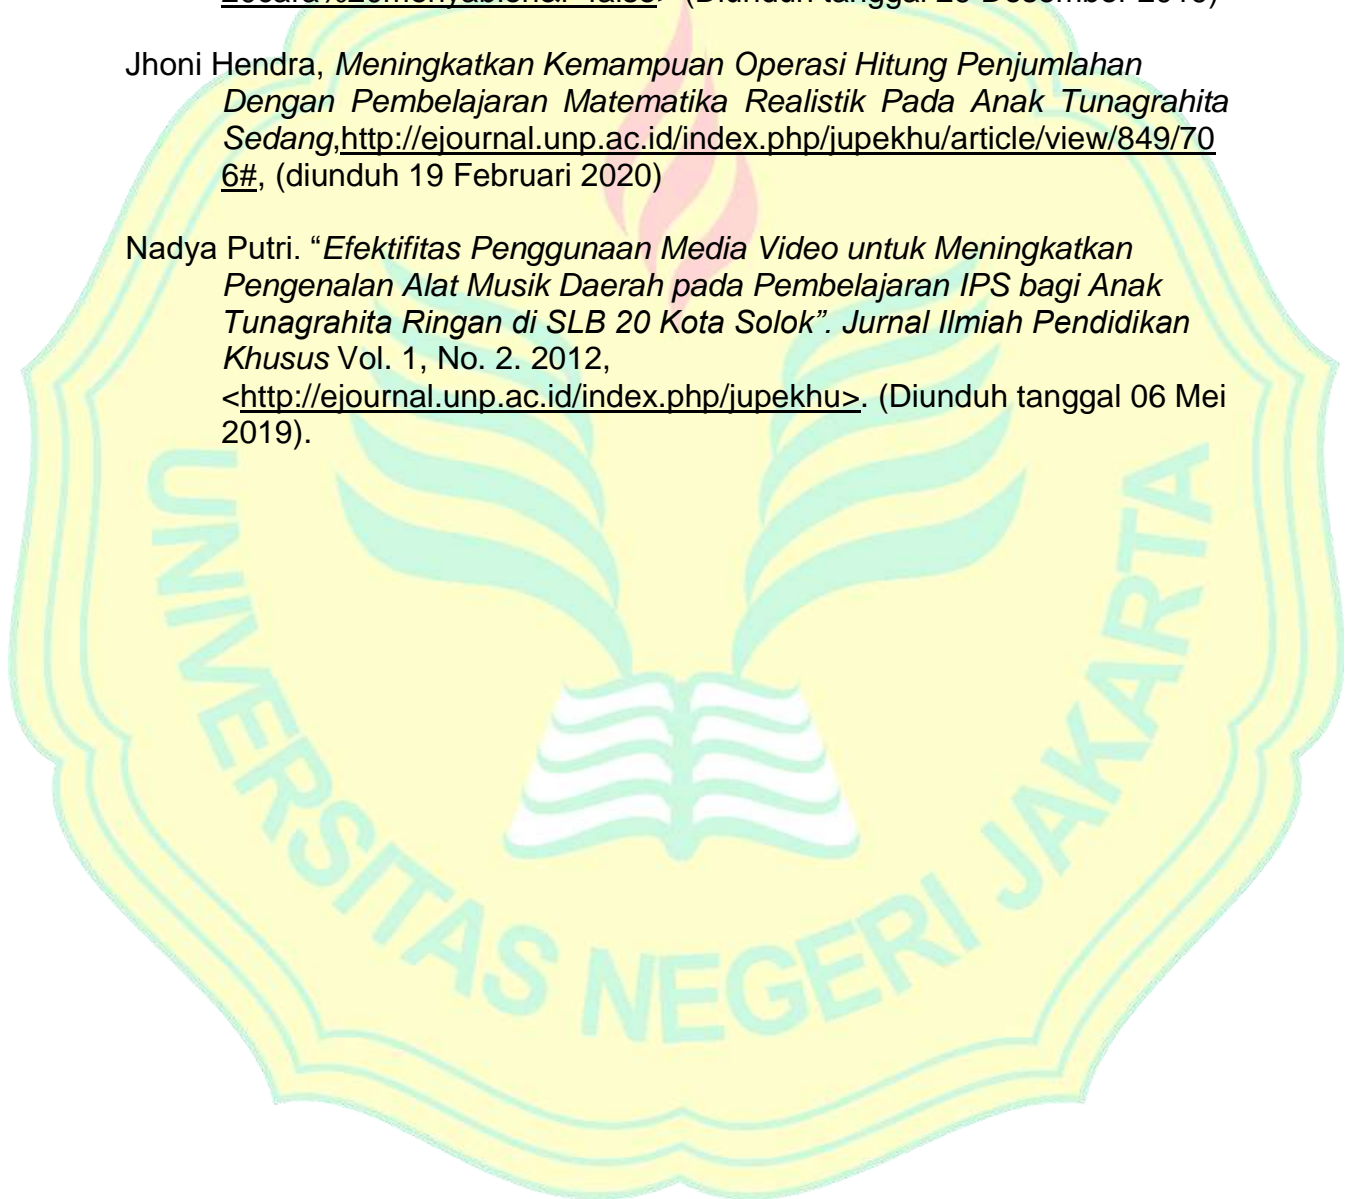 Jhoni Hendra, Meningkatkan Kemampuan Operasi Hitung Penjumlahan
Dengan Pembelajaran Matematika Realistik Pada Anak Tunagrahita
Sedang,http://ejournal.unp.ac.id/index.php/jupekhu/article/view/849/70
6#, (diunduh 19 Februari 2020)
Nadya Putri. “Efektifitas Penggunaan Media Video untuk Meningkatkan
Pengenalan Alat Musik Daerah pada Pembelajaran IPS bagi Anak
Tunagrahita Ringan di SLB 20 Kota Solok”. Jurnal Ilmiah Pendidikan
Khusus Vol. 1, No. 2. 2012,
<http://ejournal.unp.ac.id/index.php/jupekhu>. (Diunduh tanggal 06 Mei
2019).
UNIVERSITAS NEGERI JAKARTA